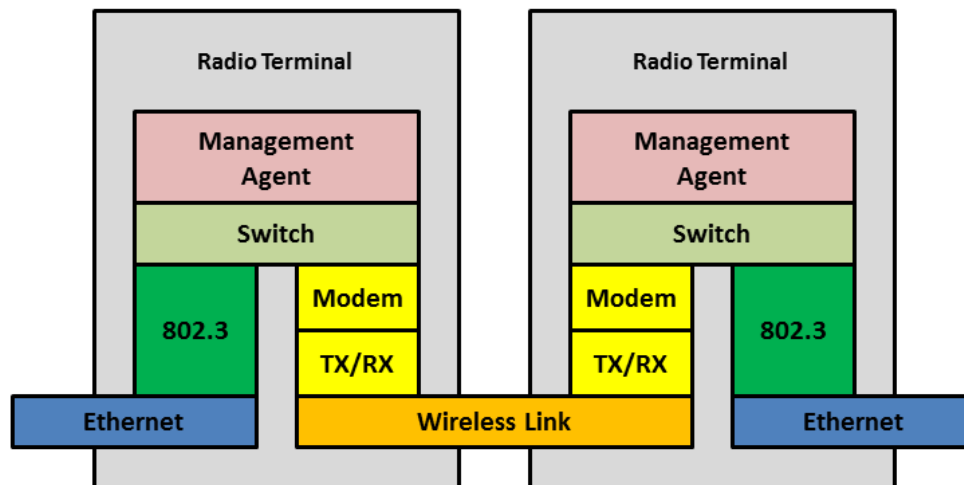 Radio Terminal
Management
Agent
Switch
802.3
Modem
TX/RX
Ethernet
Wireless Link
Radio Terminal
Management
Agent
Switch
Modem
TX/RX
802.3
Ethernet